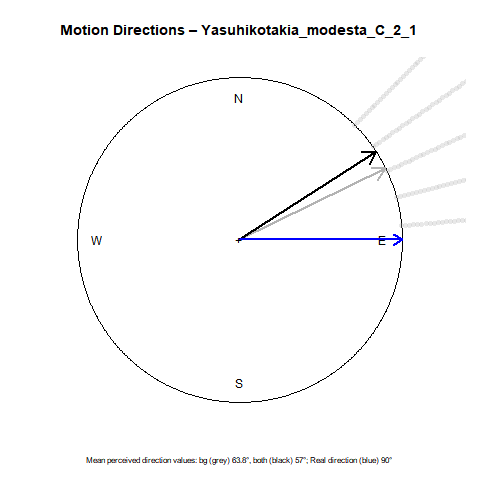 Motion Directions – Yasuhikotakia_modesta_C_2_1
N
W
E
S
Mean perceived direction values: bg (grey) 63.8°, both (black) 57°; Real direction (blue) 90°